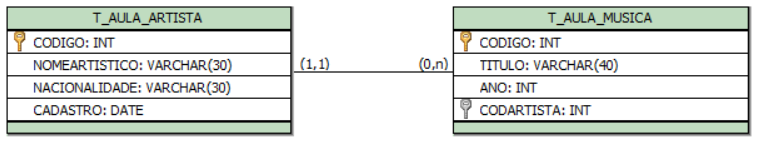 T_AULA_ARTISTA
CODIGO: INT
NOMEARTISTICO: VARCHAR(30)
NACIONALIDADE: VARCHAR(30)
CADASTRO: DATE
(1,1)
(0,n)
T_AULA_MUSICA
CODIGO: INT
TITULO: VARCHAR(40)
ANO: INT
CODARTISTA: INT